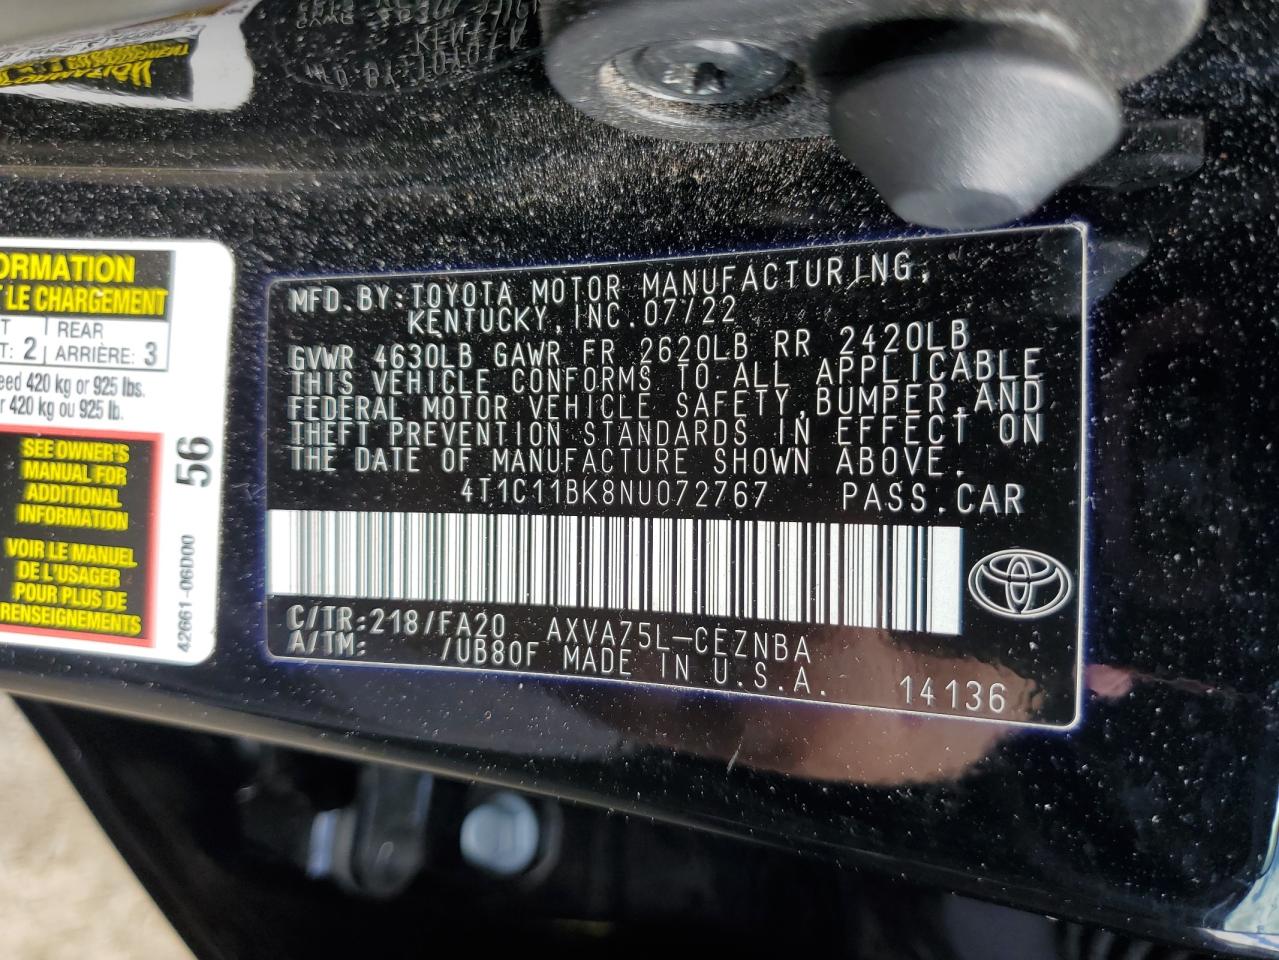 ORMATION
T LE CHARGEMENT
T REAR
T: 2 ARRIÈRE: 3
eed 420 kg or 925 lbs.
r 420 kg ou 925 lb.
SEE OWNER'S
MANUAL FOR
ADDITIONAL
INFORMATION
VOIR LE MANUEL
DE L'USAGER
POUR PLUS DE
RENSEIGNEMENTS
56
42661-06D00
MFD.BY:TOYOTA MOTOR MANUFACTURING,
KENTUCKY,INC.07/22
GVWR 4630LB GAWR FR 2620LB RR 2420LB
THIS VEHICLE CONFORMS TO ALL APPLICABLE
FEDERAL MOTOR VEHICLE SAFETY,BUMPER,AND
THEFT PREVENTION STANDARDS IN EFFECT ON
THE DATE OF MANUFACTURE SHOWN ABOVE.
4T1C11BK8NU072767 PASS.CAR
C/TR:218/FA20 AXVA75L-CEZNBA
A/TM: /UB80F MADE IN U.S.A.
14136